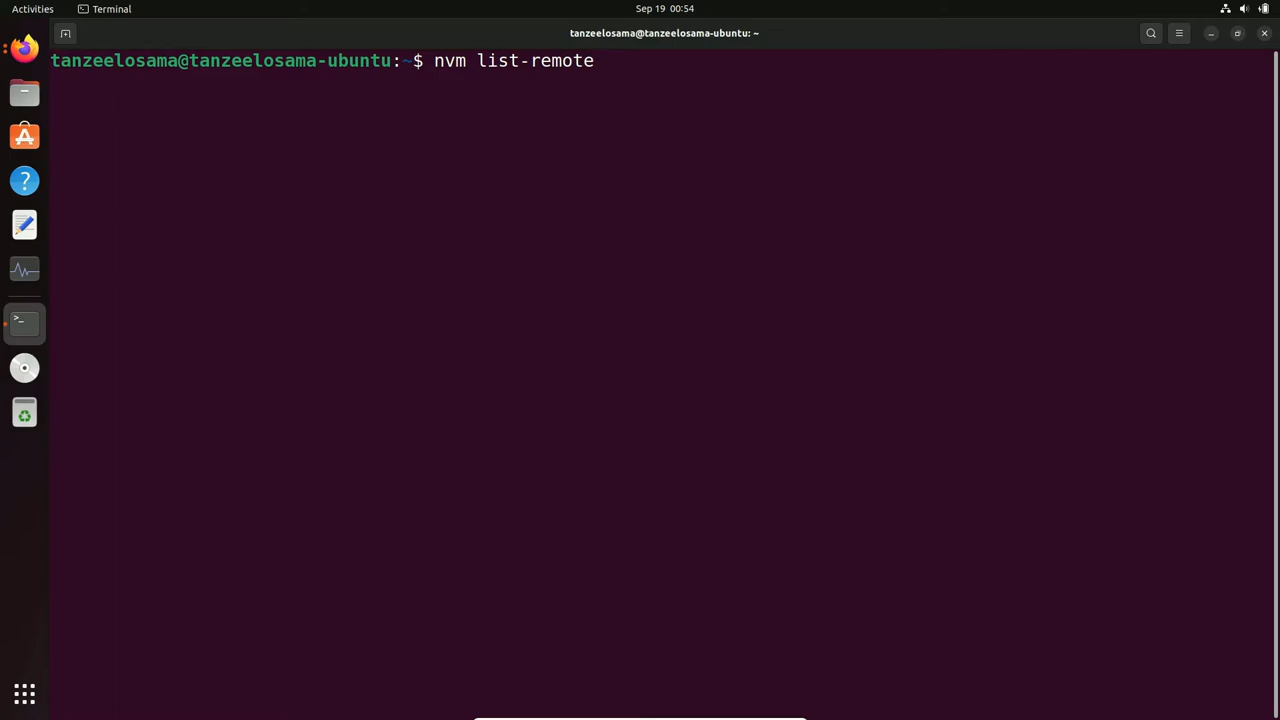 Activities
Terminal
Sep 19 00:54
tanzeelosama@tanzeelosama-ubuntu: ~
tanzeelosama@tanzeelosama-ubuntu:~$ nvm list-remote